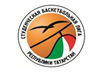 СТУДЕНЧЕСКАЯ БАСКЕТБОЛЬНАЯ ЛИГА
РЕСПУБЛИКИ ТАТАРСТАН